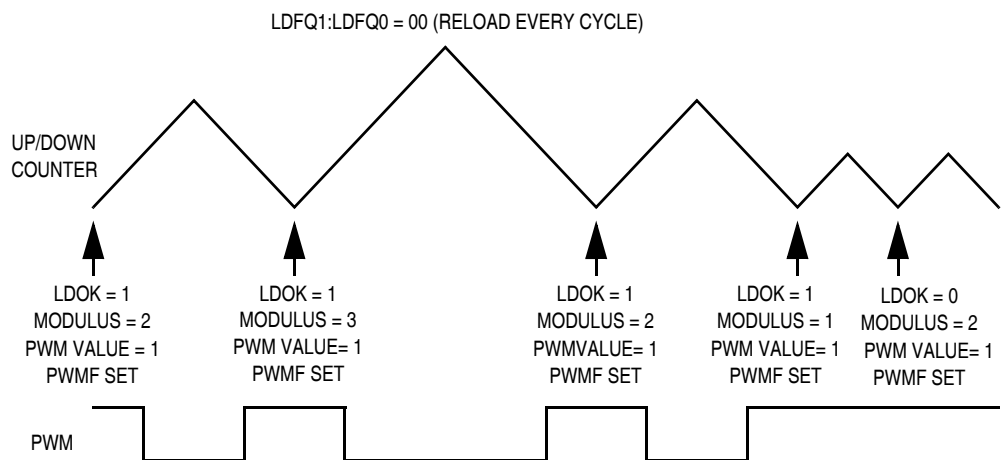 LDFQ1:LDFQ0 = 00 (RELOAD EVERY CYCLE)
UP/DOWN
COUNTER
LDOK = 1
MODULUS = 2
PWM VALUE = 1
PWMF SET
LDOK = 1
MODULUS = 3
PWM VALUE= 1
PWMF SET
LDOK = 1
MODULUS = 2
PWMVALUE= 1
PWMF SET
LDOK = 1
MODULUS = 1
PWM VALUE= 1
PWMF SET
LDOK = 0
MODULUS = 2
PWM VALUE= 1
PWMF SET
PWM